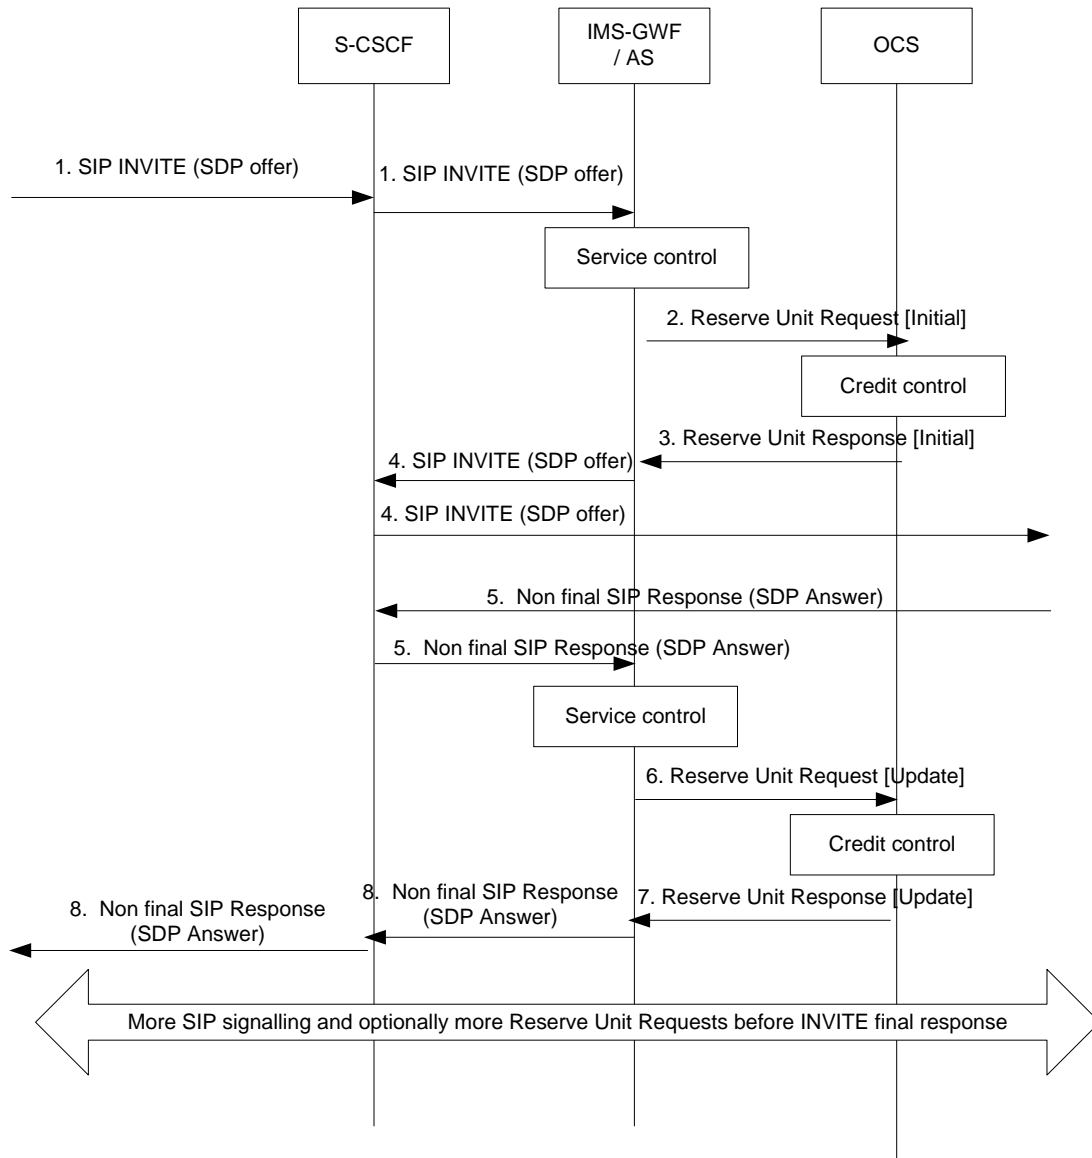 S-CSCF
IMS-GWF
/ AS
OCS
1. SIP INVITE (SDP offer)
1. SIP INVITE (SDP offer)
Service control
2. Reserve Unit Request [Initial]
Credit control
3. Reserve Unit Response [Initial]
4. SIP INVITE (SDP offer)
4. SIP INVITE (SDP offer)
5.  Non final SIP Response (SDP Answer)
5.  Non final SIP Response (SDP Answer)
Service control
6. Reserve Unit Request [Update]
Credit control
7. Reserve Unit Response [Update]
8.  Non final SIP Response
(SDP Answer)
8.  Non final SIP Response
(SDP Answer)
More SIP signalling and optionally more Reserve Unit Requests before INVITE final response